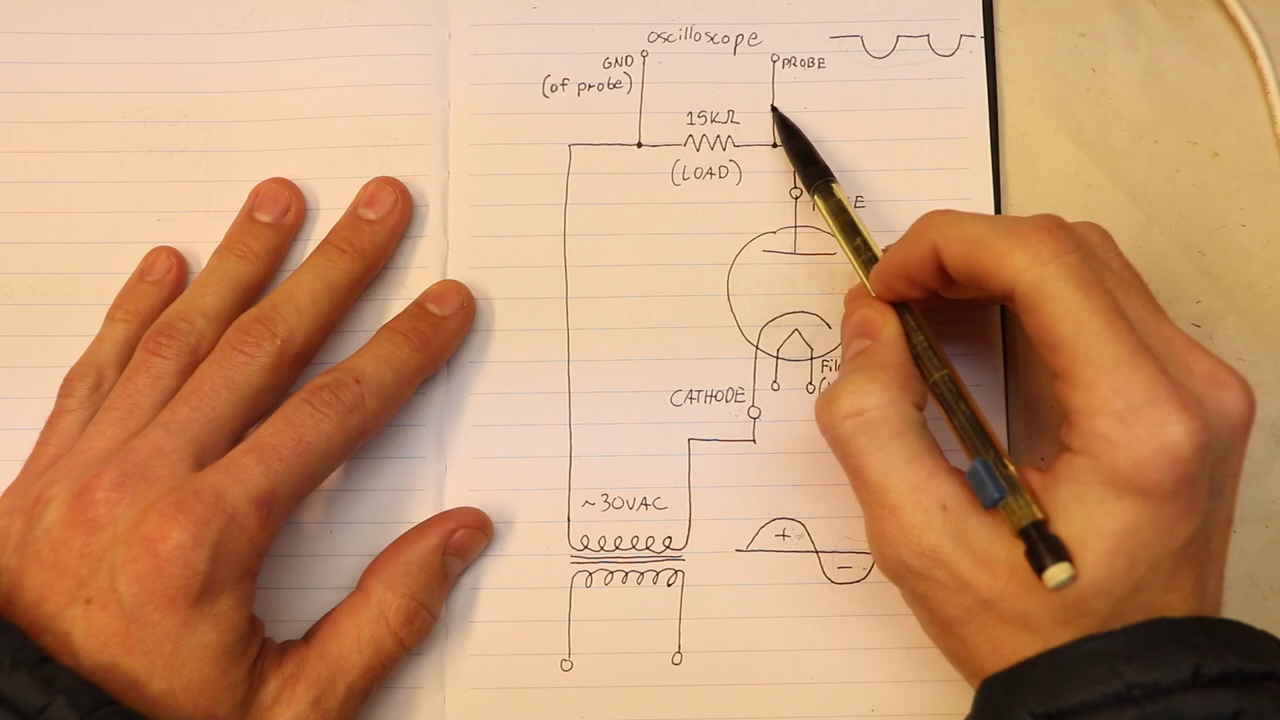 oscilloscope
GND
(of probe)
PROBE
15KΩ
(LOAD)
CATHODE
~30VAC
+
−